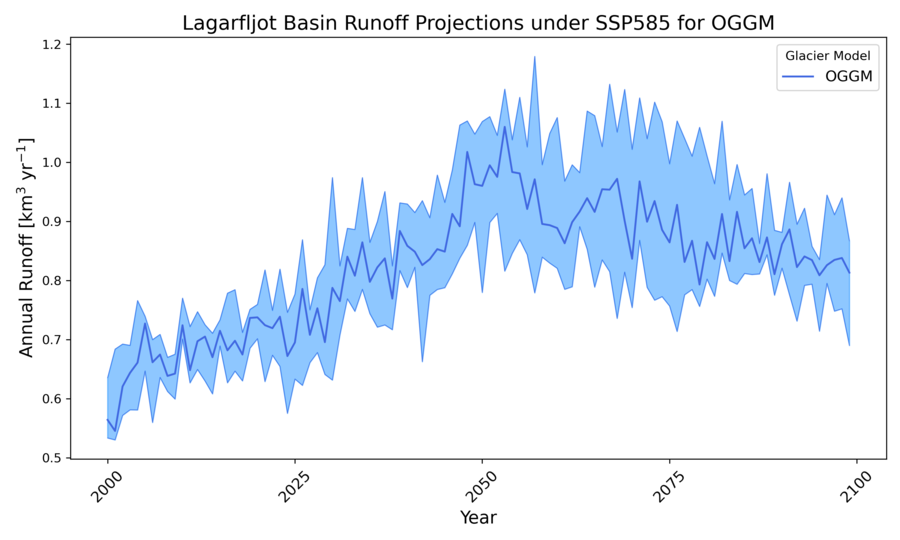 Lagarfljot Basin Runoff Projections under SSP585 for OGGM
Glacier Model
OGGM
1.2
1.1
1.0
0.9
0.8
0.7
0.6
0.5
Annual Runoff [km³ yr⁻¹]
2000
2025
2050
2075
2100
Year